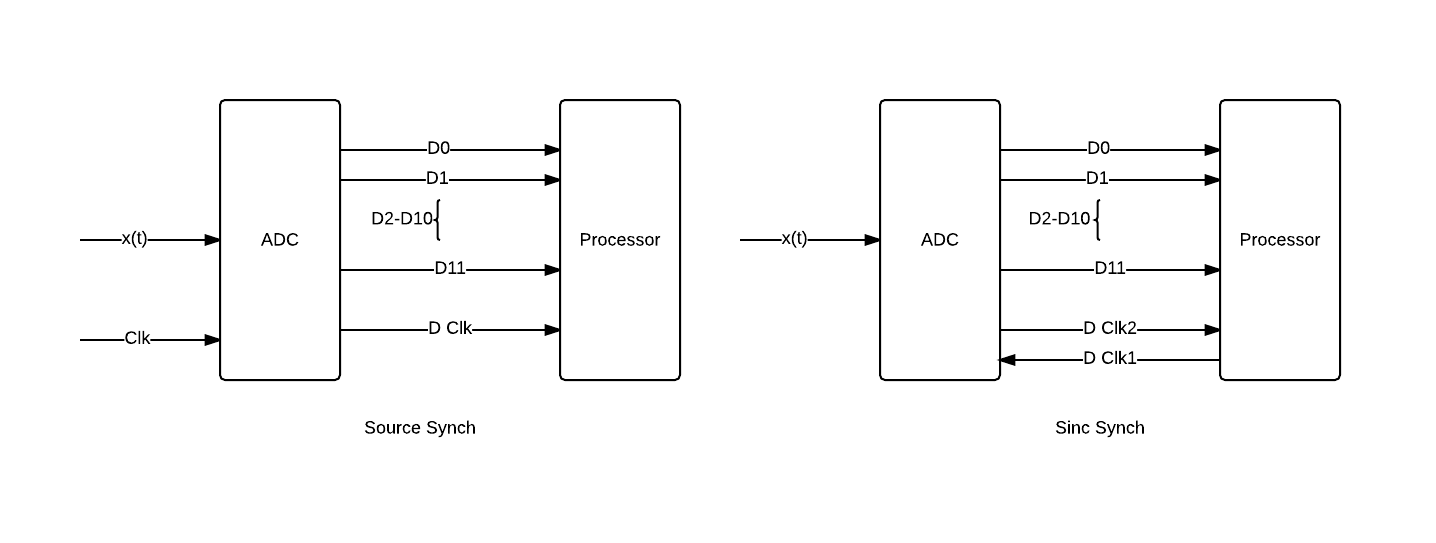 D0
D1
D2-D10
x(t)
ADC
Processor
D11
D Clk
Clk
Source Synch
D0
D1
D2-D10
x(t)
ADC
Processor
D11
D Clk2
D Clk1
Sinc Synch